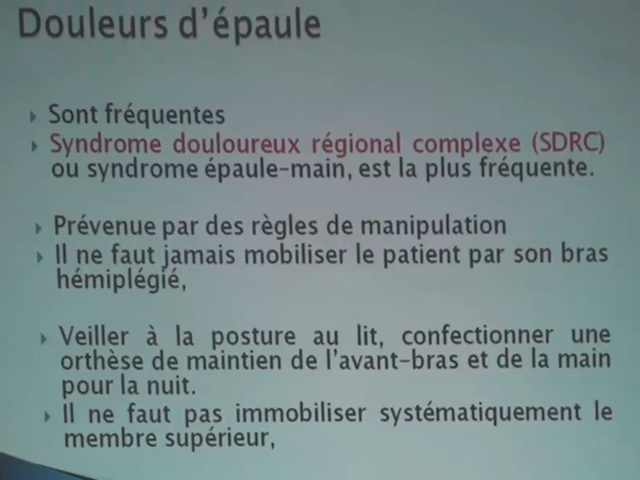 Douleurs d'épaule
Sont fréquentes
Syndrome douloureux régional complexe (SDRC)
ou syndrome épaule-main, est la plus fréquente.
Prévenue par des règles de manipulation
Il ne faut jamais mobiliser le patient par son bras
hémiplégié,
Veiller à la posture au lit, confectionner une
orthèse de maintien de l'avant-bras et de la main
pour la nuit.
Il ne faut pas immobiliser systématiquement le
membre supérieur,